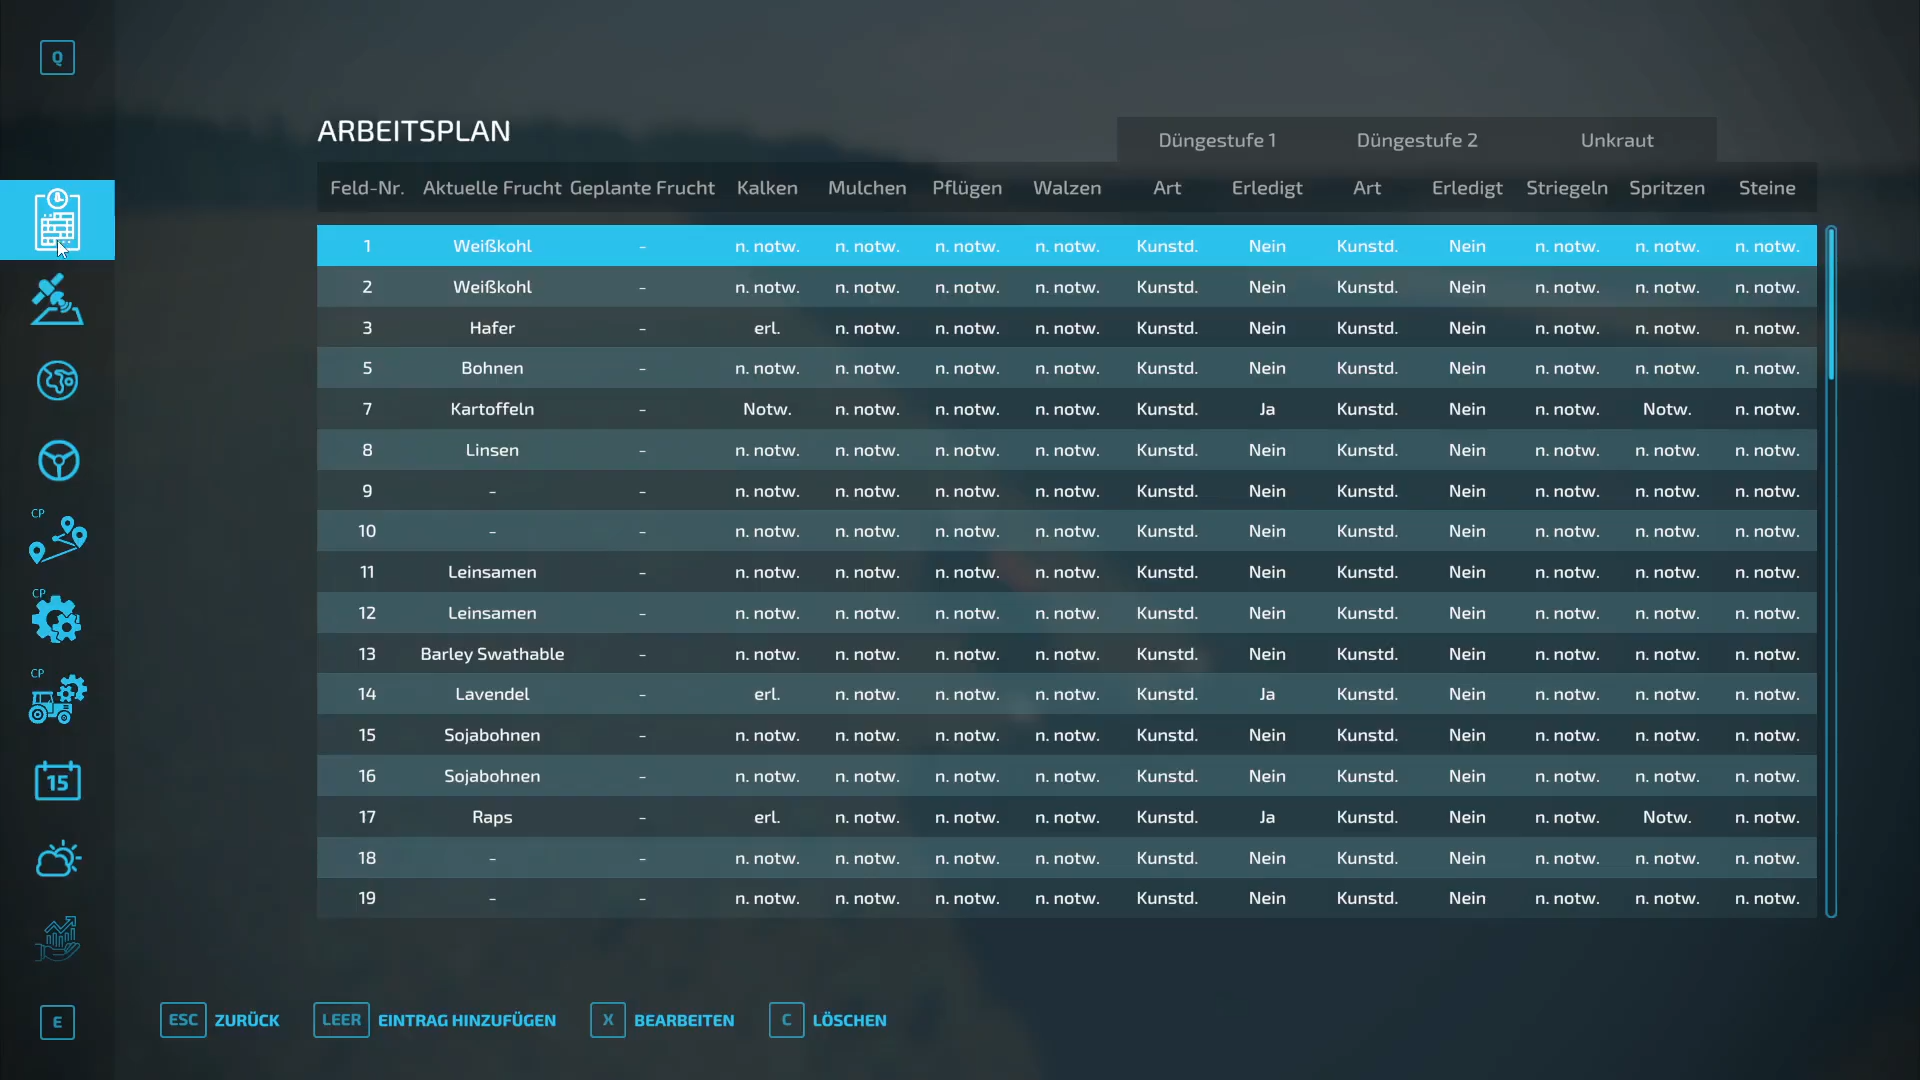 Q
ARBEITSPLAN
Düngestufe 1 Düngestufe 2 Unkraut
Feld-Nr. Aktuelle Frucht Geplante Frucht Kalken Mulchen Pflügen Walzen Art Erledigt Art Erledigt Striegeln Spritzen Steine
1 Weißkohl - n. notw. n. notw. n. notw. n. notw. Kunstd. Nein Kunstd. Nein n. notw. n. notw. n. notw.
2 Weißkohl - n. notw. n. notw. n. notw. n. notw. Kunstd. Nein Kunstd. Nein n. notw. n. notw. n. notw.
3 Hafer - erl. n. notw. n. notw. n. notw. Kunstd. Nein Kunstd. Nein n. notw. n. notw. n. notw.
5 Bohnen - n. notw. n. notw. n. notw. n. notw. Kunstd. Nein Kunstd. Nein n. notw. n. notw. n. notw.
7 Kartoffeln - Notw. n. notw. n. notw. n. notw. Kunstd. Ja Kunstd. Nein n. notw. Notw. n. notw.
8 Linsen - n. notw. n. notw. n. notw. n. notw. Kunstd. Nein Kunstd. Nein n. notw. n. notw. n. notw.
9 - - n. notw. n. notw. n. notw. n. notw. Kunstd. Nein Kunstd. Nein n. notw. n. notw. n. notw.
10 - - n. notw. n. notw. n. notw. n. notw. Kunstd. Nein Kunstd. Nein n. notw. n. notw. n. notw.
11 Leinsamen - n. notw. n. notw. n. notw. n. notw. Kunstd. Nein Kunstd. Nein n. notw. n. notw. n. notw.
12 Leinsamen - n. notw. n. notw. n. notw. n. notw. Kunstd. Nein Kunstd. Nein n. notw. n. notw. n. notw.
13 Barley Swathable - n. notw. n. notw. n. notw. n. notw. Kunstd. Nein Kunstd. Nein n. notw. n. notw. n. notw.
14 Lavendel - erl. n. notw. n. notw. n. notw. Kunstd. Ja Kunstd. Nein n. notw. n. notw. n. notw.
15 Sojabohnen - n. notw. n. notw. n. notw. n. notw. Kunstd. Nein Kunstd. Nein n. notw. n. notw. n. notw.
16 Sojabohnen - n. notw. n. notw. n. notw. n. notw. Kunstd. Nein Kunstd. Nein n. notw. n. notw. n. notw.
17 Raps - erl. n. notw. n. notw. n. notw. Kunstd. Ja Kunstd. Nein n. notw. Notw. n. notw.
18 - - n. notw. n. notw. n. notw. n. notw. Kunstd. Nein Kunstd. Nein n. notw. n. notw. n. notw.
19 - - n. notw. n. notw. n. notw. n. notw. Kunstd. Nein Kunstd. Nein n. notw. n. notw. n. notw.
CP
CP
CP
15
E
ESC ZURÜCK LEER EINTRAG HINZUFÜGEN X BEARBEITEN C LÖSCHEN